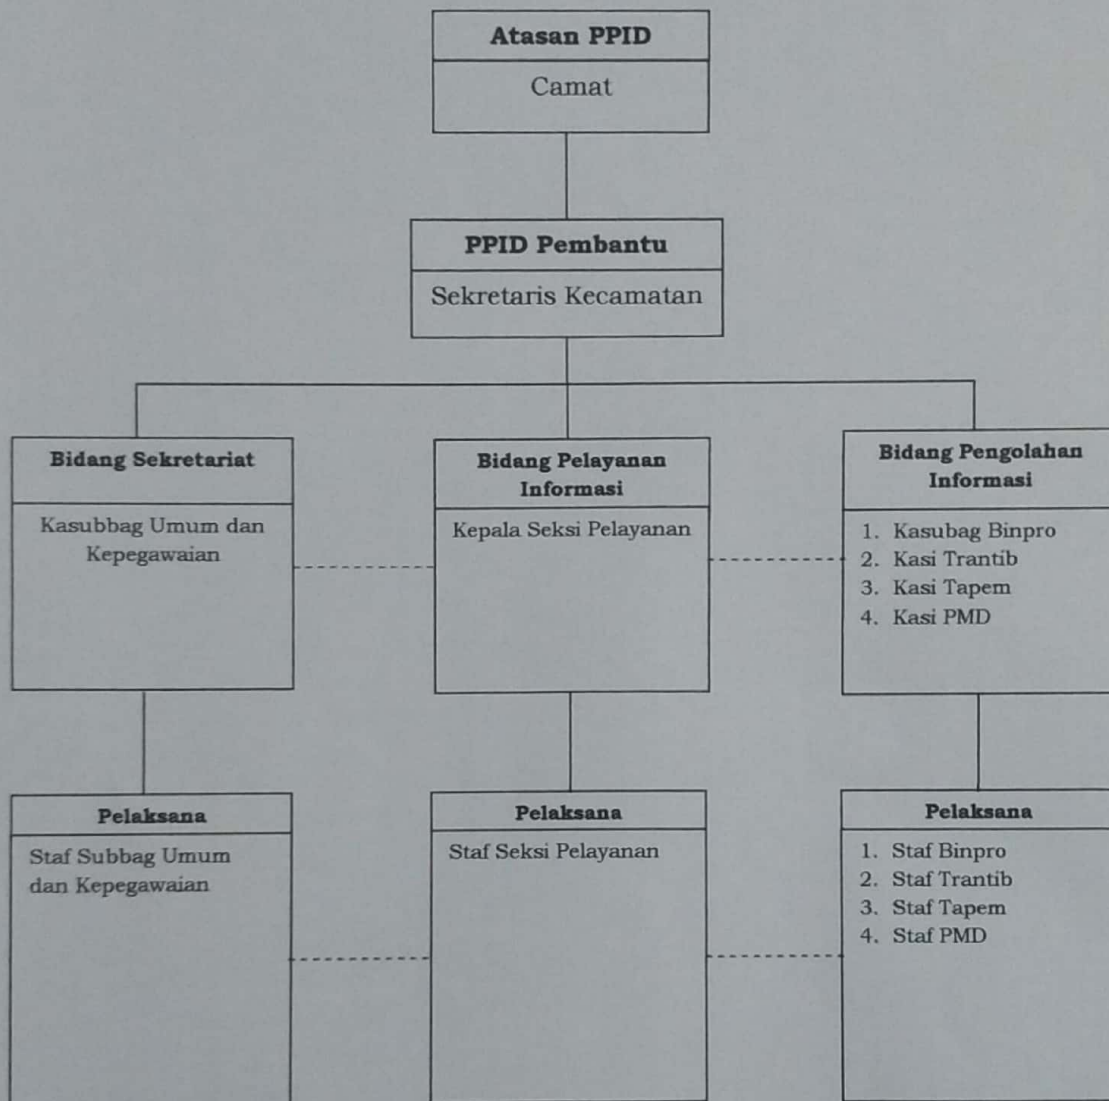 Atasan PPID
Camat
PPID Pembantu
Sekretaris Kecamatan
Bidang Sekretariat
Kasubbag Umum dan
Kepegawaian
Bidang Pelayanan
Informasi
Kepala Seksi Pelayanan
Bidang Pengolahan
Informasi
1. Kasubag Binpro
2. Kasi Trantib
3. Kasi Tapem
4. Kasi PMD
Pelaksana
Staf Subbag Umum
dan Kepegawaian
Pelaksana
Staf Seksi Pelayanan
Pelaksana
1. Staf Binpro
2. Staf Trantib
3. Staf Tapem
4. Staf PMD